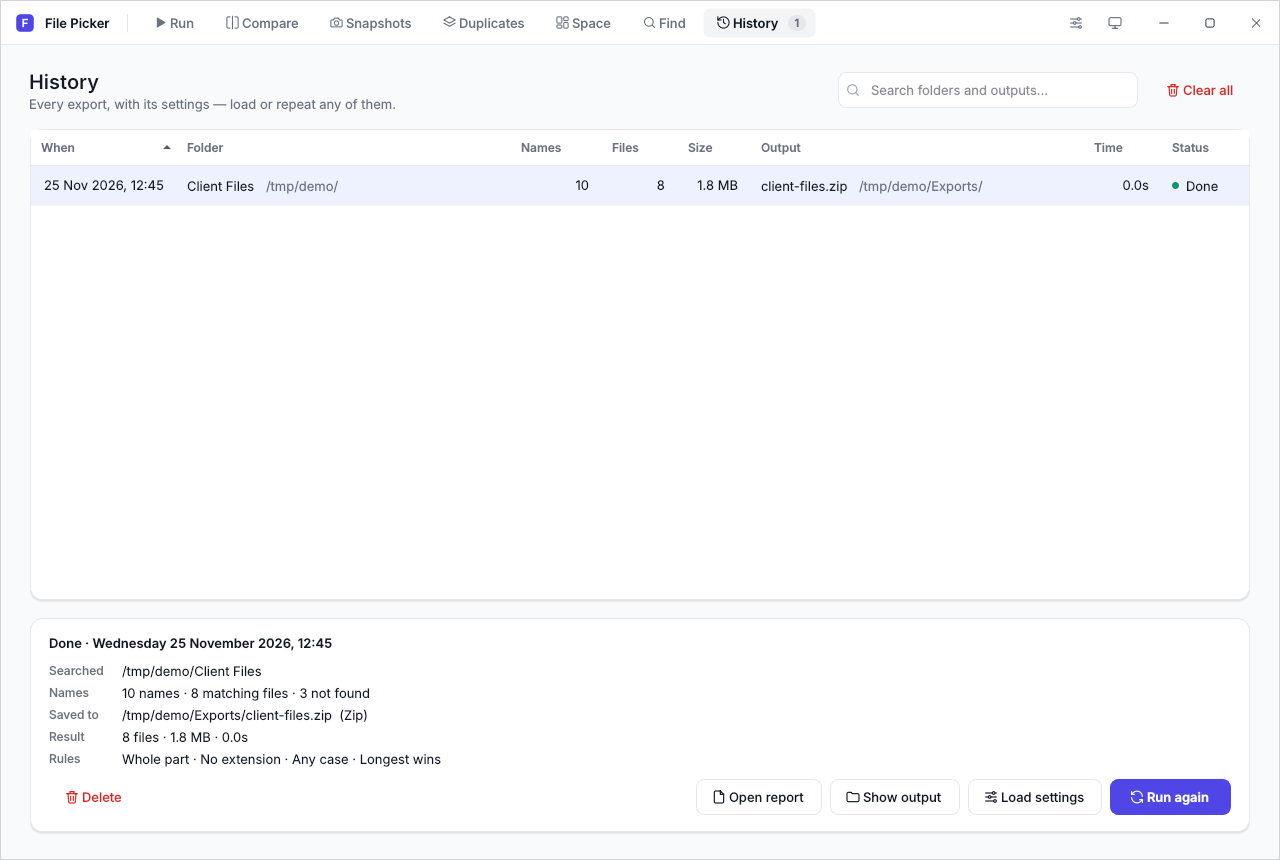 F File Picker Run Compare Snapshots Duplicates Space Find History 1
History
Every export, with its settings — load or repeat any of them.
Search folders and outputs... Clear all
When Folder Names Files Size Output Time Status
25 Nov 2026, 12:45 Client Files /tmp/demo/ 10 8 1.8 MB client-files.zip /tmp/demo/Exports/ 0.0s Done
Done · Wednesday 25 November 2026, 12:45
Searched /tmp/demo/Client Files
Names 10 names · 8 matching files · 3 not found
Saved to /tmp/demo/Exports/client-files.zip (Zip)
Result 8 files · 1.8 MB · 0.0s
Rules Whole part · No extension · Any case · Longest wins
Delete Open report Show output Load settings Run again